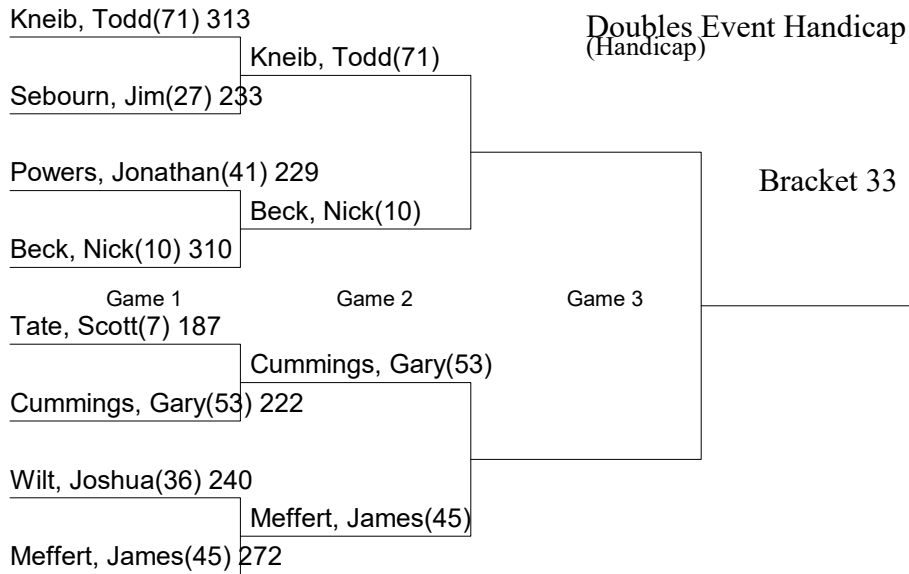 Kneib, Todd(71) 313
Doubles Event Handicap
(Handicap)
Kneib, Todd(71)
Sebourn, Jim(27) 233
Powers, Jonathan(41) 229
Bracket 33
Beck, Nick(10)
Beck, Nick(10) 310
Game 1
Game 2
Game 3
Tate, Scott(7) 187
Cummings, Gary(53)
Cummings, Gary(53) 222
Wilt, Joshua(36) 240
Meffert, James(45)
Meffert, James(45) 272